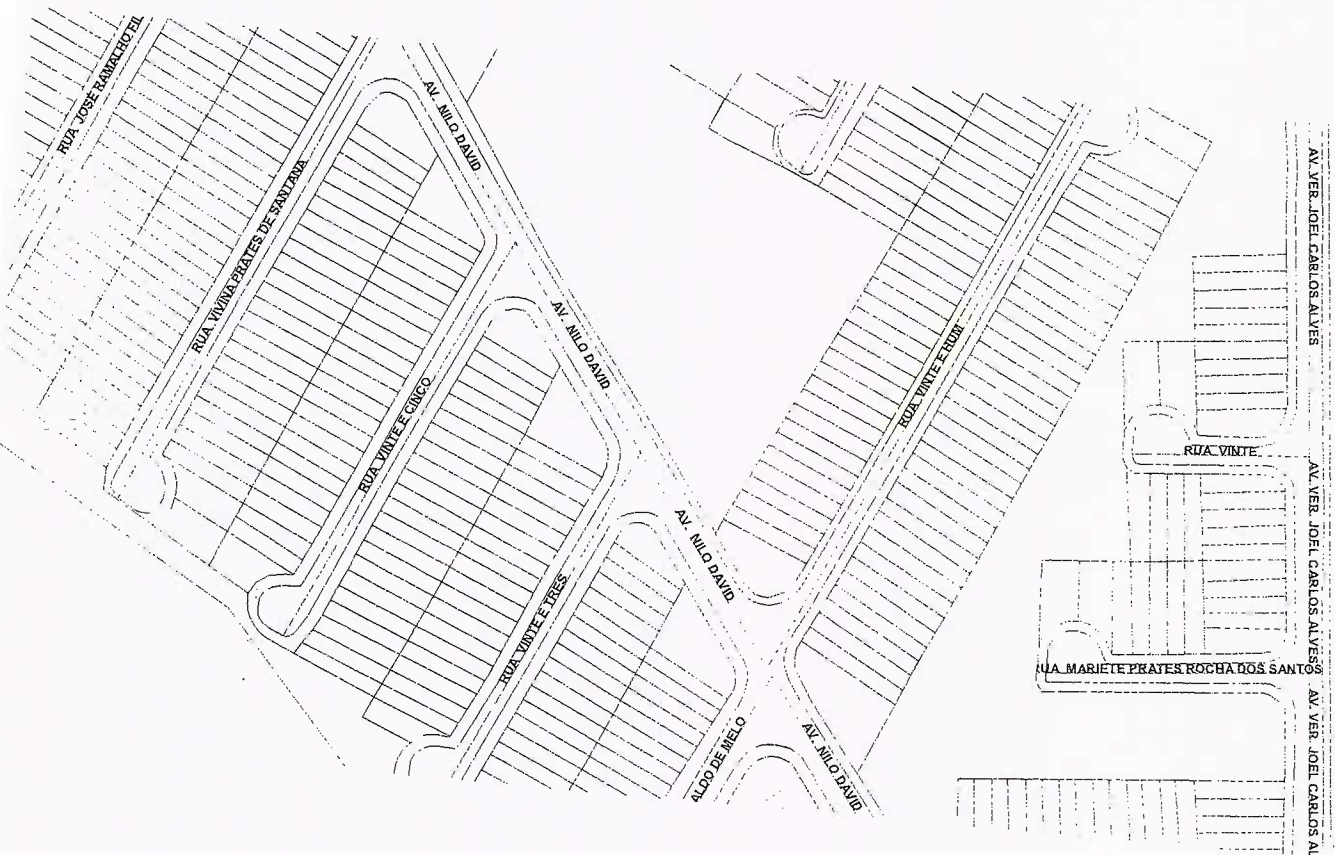 RUA JOSÉ RAMALHO FIL
AV. NILO DAVID
RUA VIVINA PRATES DE SANTANA
AV. NILO DAVID
RUA VINTE E CINCO
RUA VINTE E HUM
AV. VER. JOEL CARLOS ALVES
RUA VINTE
AV. NILO DAVID
AV. VER. JOEL CARLOS ALVES
RUA VINTE E TRES
UA MARIETE PRATES ROCHA DOS SANTOS
ALDO DE MELO
AV. NILO DAVID
AV. VER. JOEL CARLOS AL